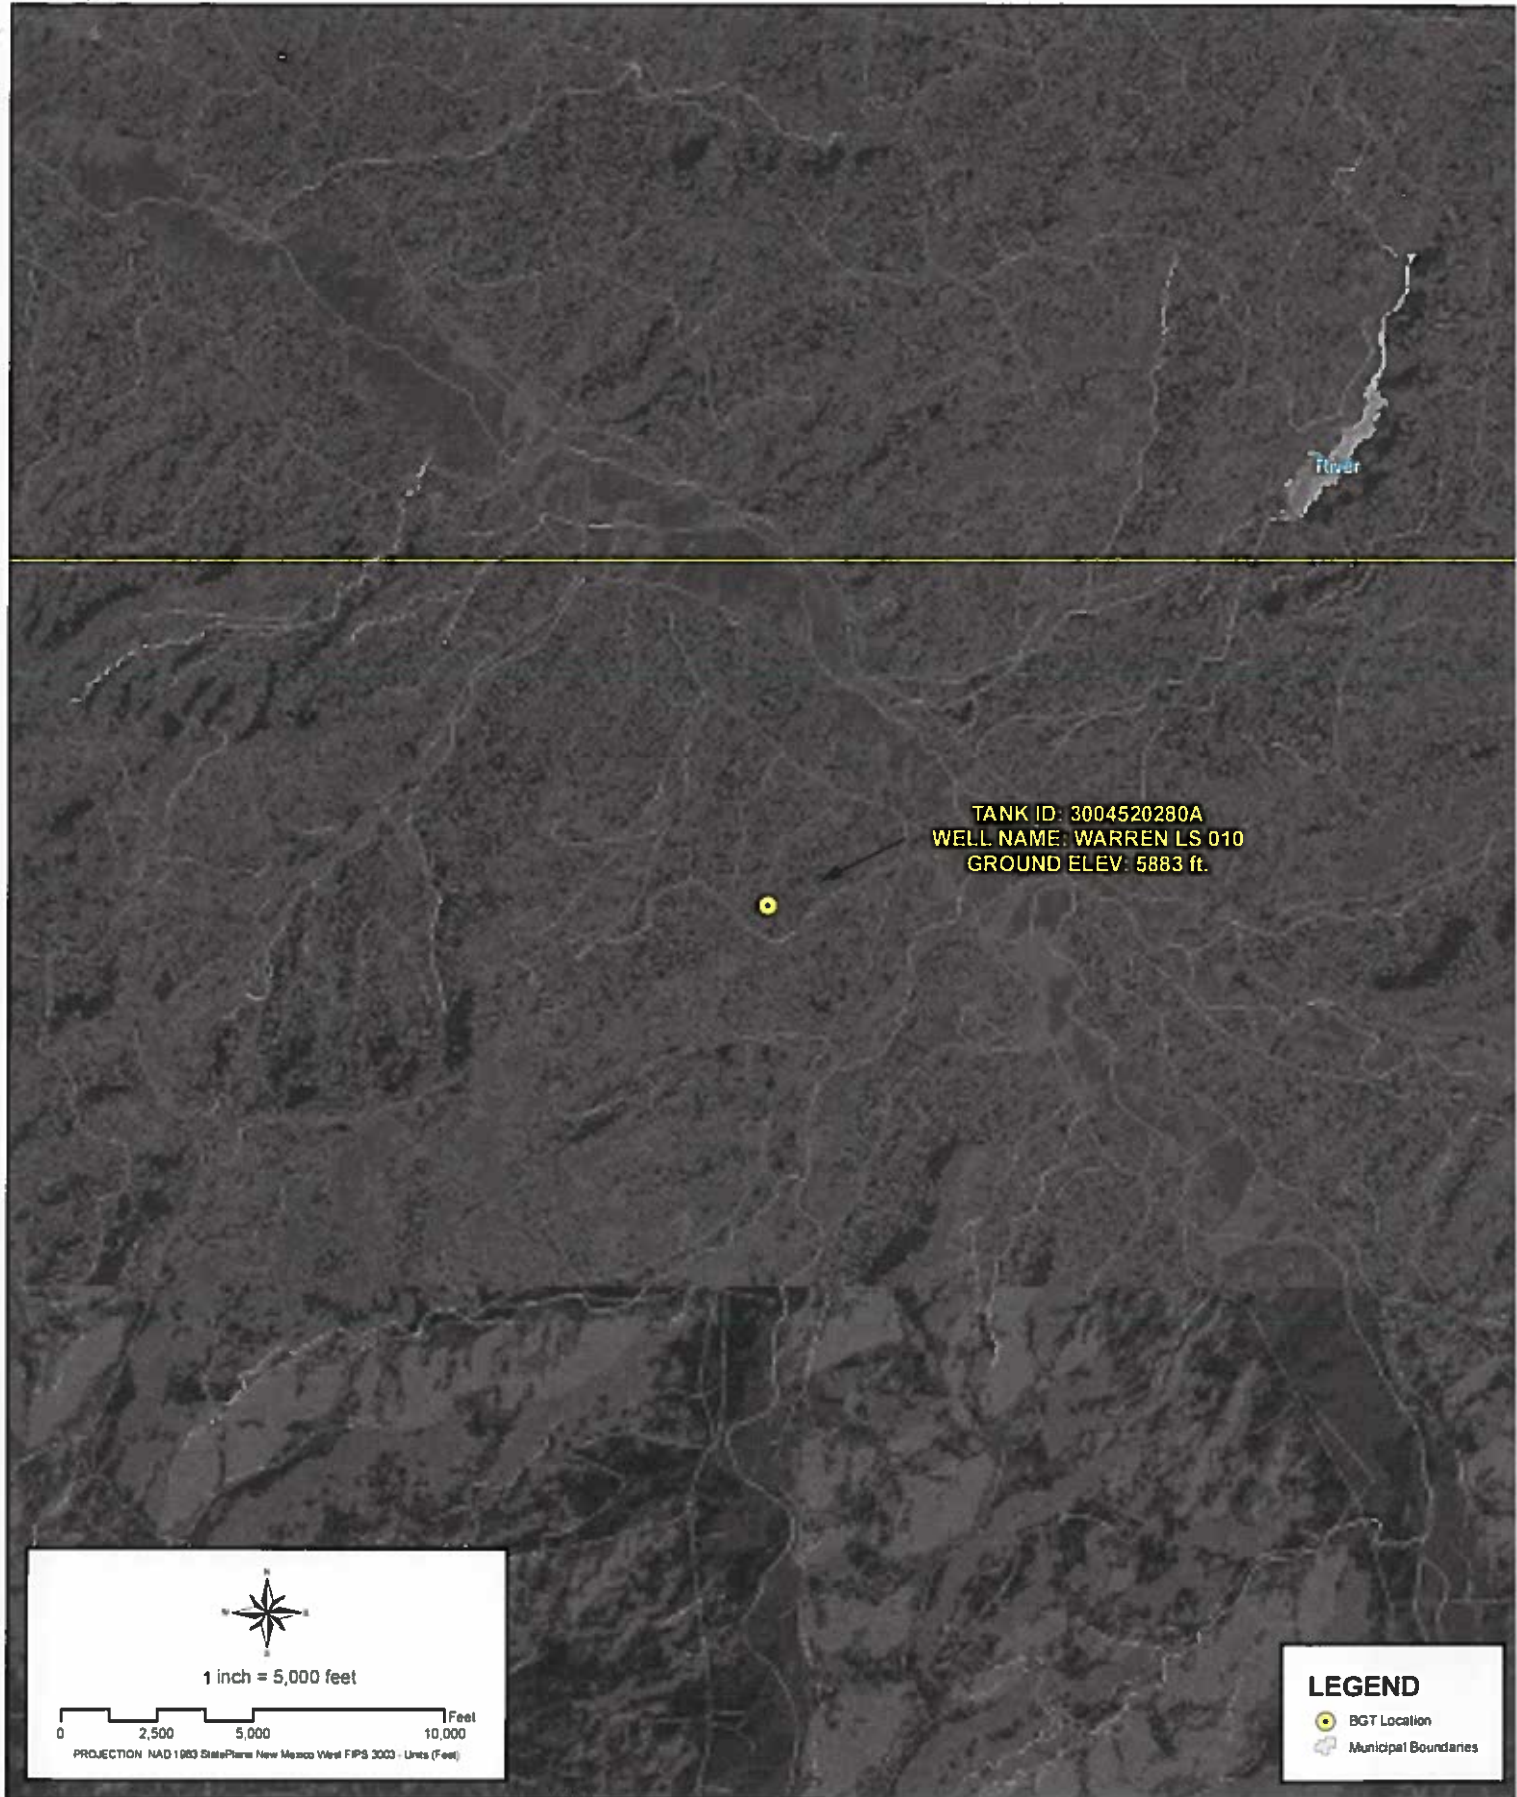 River
TANK ID: 3004520280A
WELL NAME: WARREN LS 010
GROUND ELEV: 5883 ft.
N
W
E
S
1 inch = 5,000 feet
Feet
0 2,500 5,000 10,000
PROJECTION NAD 1983 StatePlane New Mexico West FIPS 3003 - Units (Feet)
LEGEND
BGT Location
Municipal Boundaries